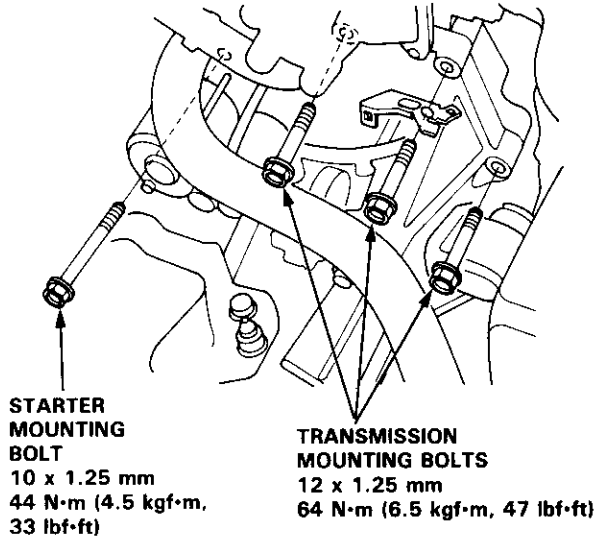 STARTER
MOUNTING
BOLT
10 x 1.25 mm
44 N·m (4.5 kgf·m,
33 lbf·ft)
TRANSMISSION
MOUNTING BOLTS
12 x 1.25 mm
64 N·m (6.5 kgf·m, 47 lbf·ft)